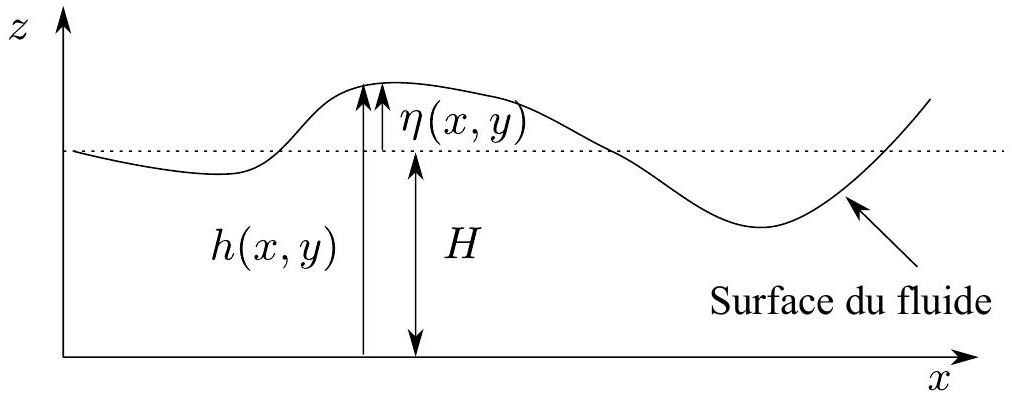 z
η(x, y)
h(x, y)
H
Surface du fluide
x